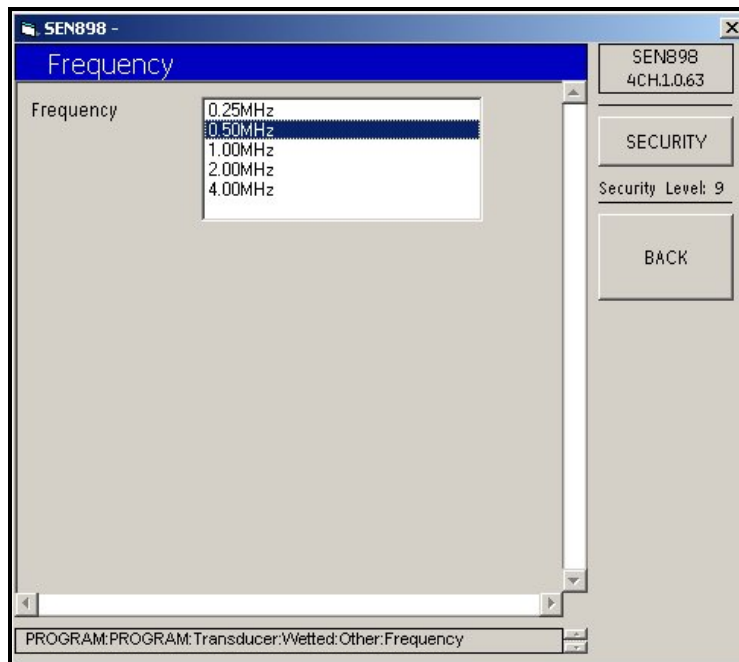 SEN898 -
Frequency
Frequency
0.25MHz
0.50MHz
1.00MHz
2.00MHz
4.00MHz
SEN898
4CH.1.0.63
SECURITY
Security Level: 9
BACK
PROGRAM:PROGRAM:Transducer:Wetted:Other:Frequency